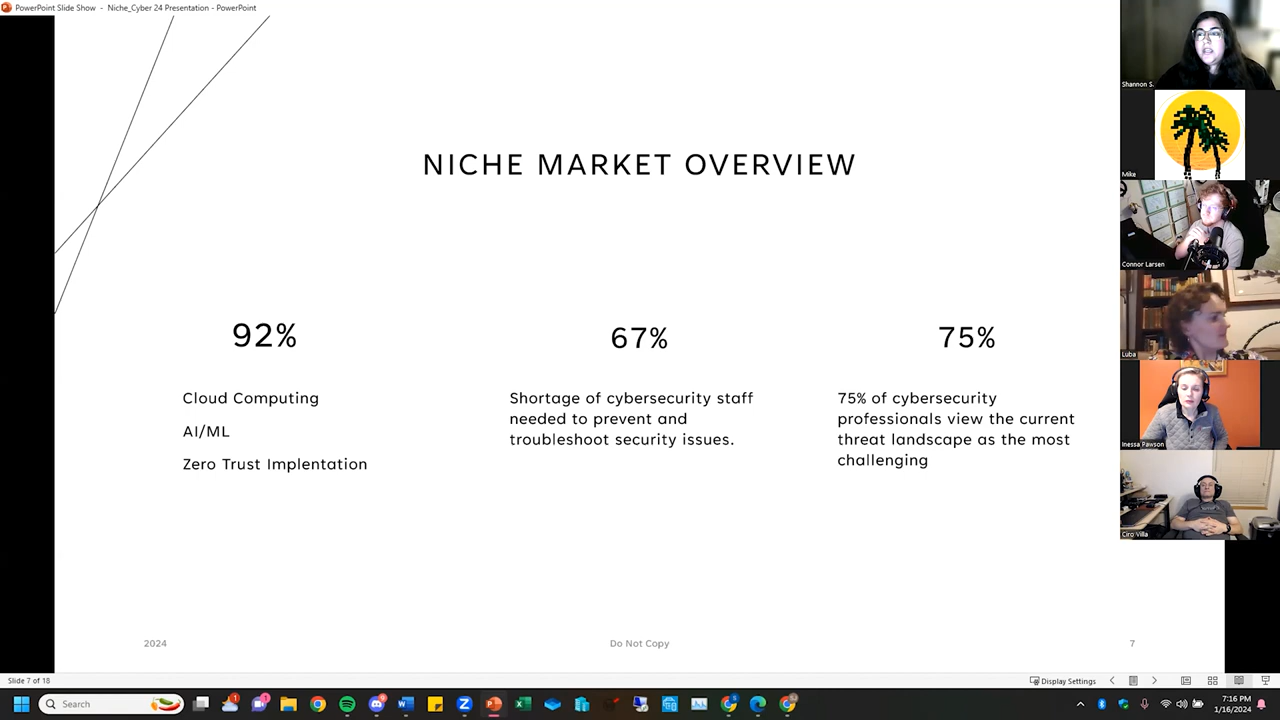 PowerPoint Slide Show - Niche_Cyber 24 Presentation - PowerPoint
NICHE MARKET OVERVIEW
92%
Cloud Computing
AI/ML
Zero Trust Implentation
67%
Shortage of cybersecurity staff
needed to prevent and
troubleshoot security issues.
75%
75% of cybersecurity
professionals view the current
threat landscape as the most
challenging
2024
Do Not Copy
7
Shannon S.
Mike
Connor Larsen
Luba
Inessa Pawson
Ciro Villa
Slide 7 of 18
Display Settings
Search
7:16 PM
1/16/2024